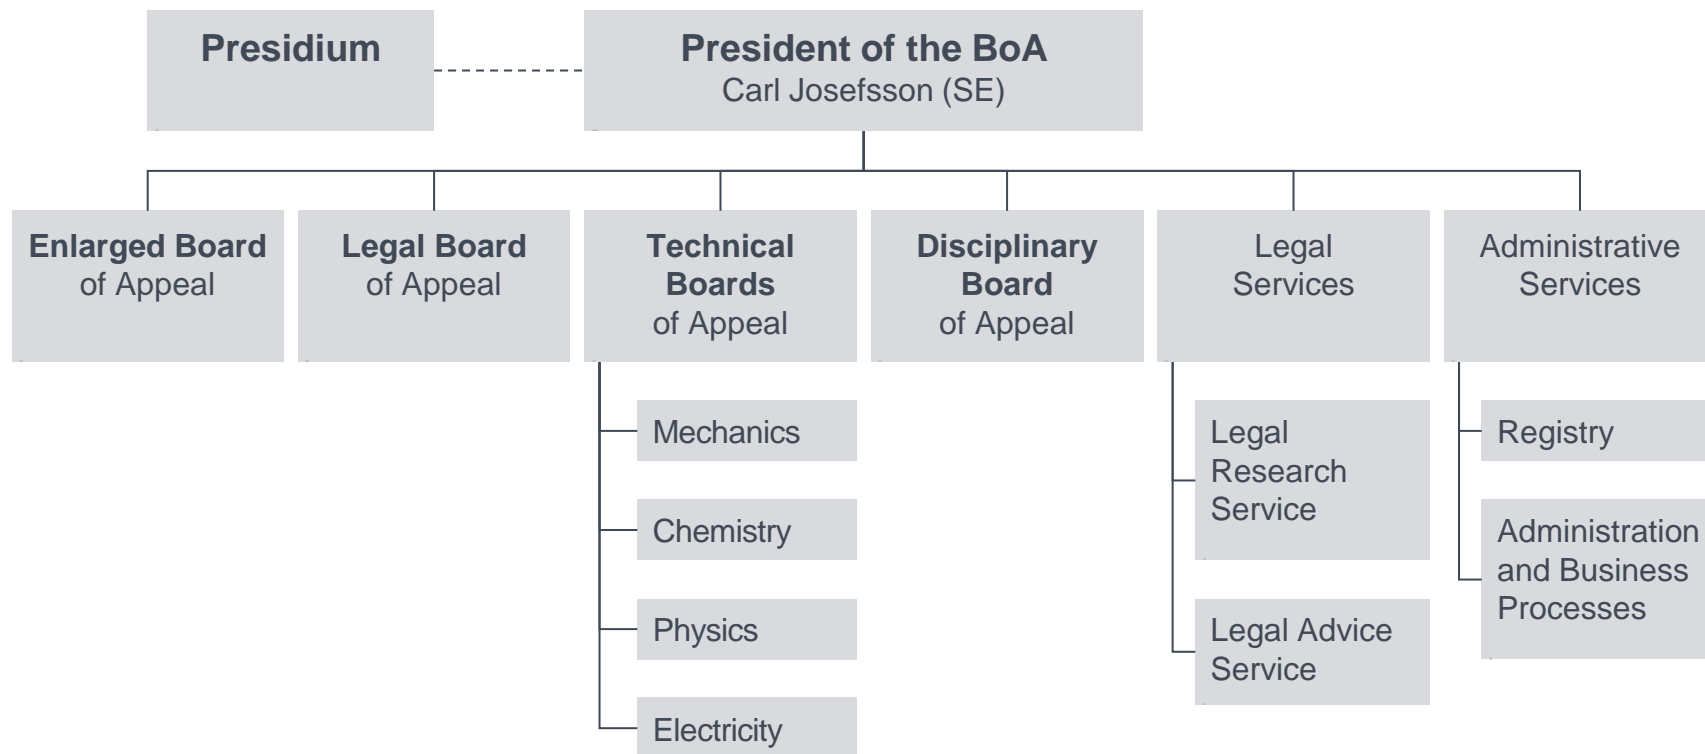 Presidium
President of the BoA
Carl Josefsson (SE)
Enlarged Board
of Appeal
Legal Board
of Appeal
Technical
Boards
of Appeal
Disciplinary
Board
of Appeal
Legal
Services
Administrative
Services
Mechanics
Chemistry
Physics
Electricity
Legal
Research
Service
Legal Advice
Service
Registry
Administration
and Business
Processes